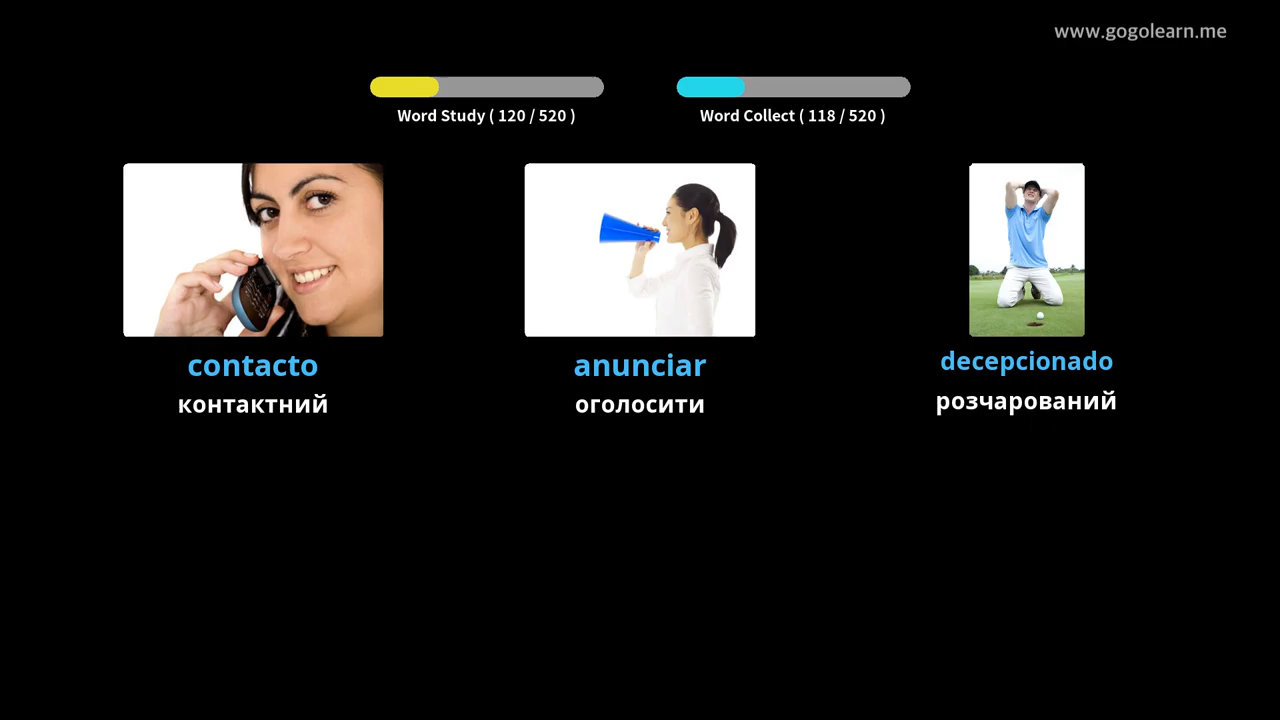 www.gogolearn.me
Word Study ( 120 / 520 )
Word Collect ( 118 / 520 )
contacto
контактний
anunciar
оголосити
decepcionado
розчарований